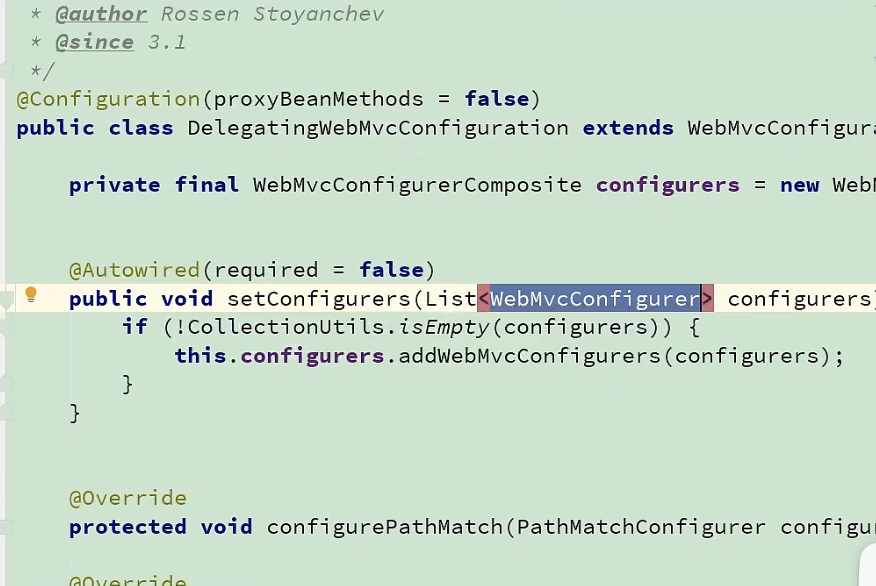 * @author Rossen Stoyanchev
* @since 3.1
*/
@Configuration(proxyBeanMethods = false)
public class DelegatingWebMvcConfiguration extends WebMvcConfigura
private final WebMvcConfigurerComposite configurers = new WebM
@Autowired(required = false)
public void setConfigurers(List<WebMvcConfigurer> configurers)
if (!CollectionUtils.isEmpty(configurers)) {
this.configurers.addWebMvcConfigurers(configurers);
}
}
@Override
protected void configurePathMatch(PathMatchConfigurer configu
@Override